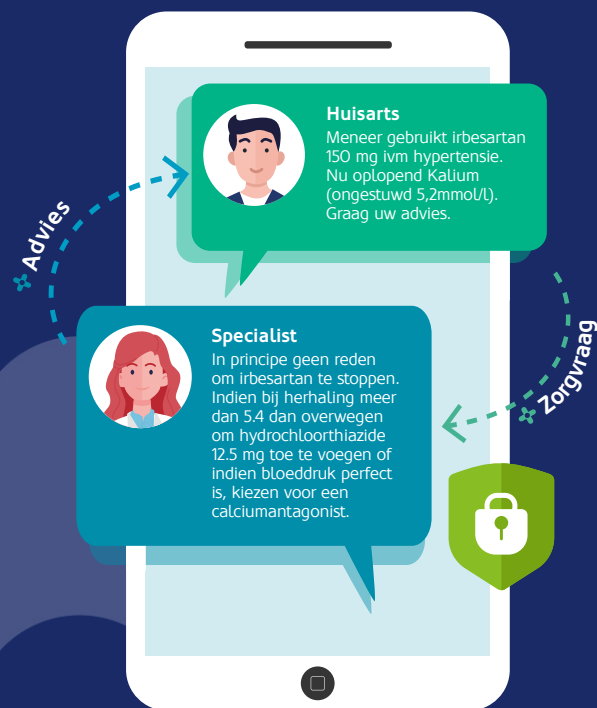 Huisarts
Meneer gebruikt irbesartan
150 mg ivm hypertensie.
Nu oplopend Kalium
(ongestuwd 5,2mmol/l).
Graag uw advies.
Advies
Specialist
In principe geen reden
om irbesartan te stoppen.
Indien bij herhaling meer
dan 5.4 dan overwegen
om hydrochloorthiazide
12.5 mg toe te voegen of
indien bloeddruk perfect
is, kiezen voor een
calciumantagonist.
Zorgvraag